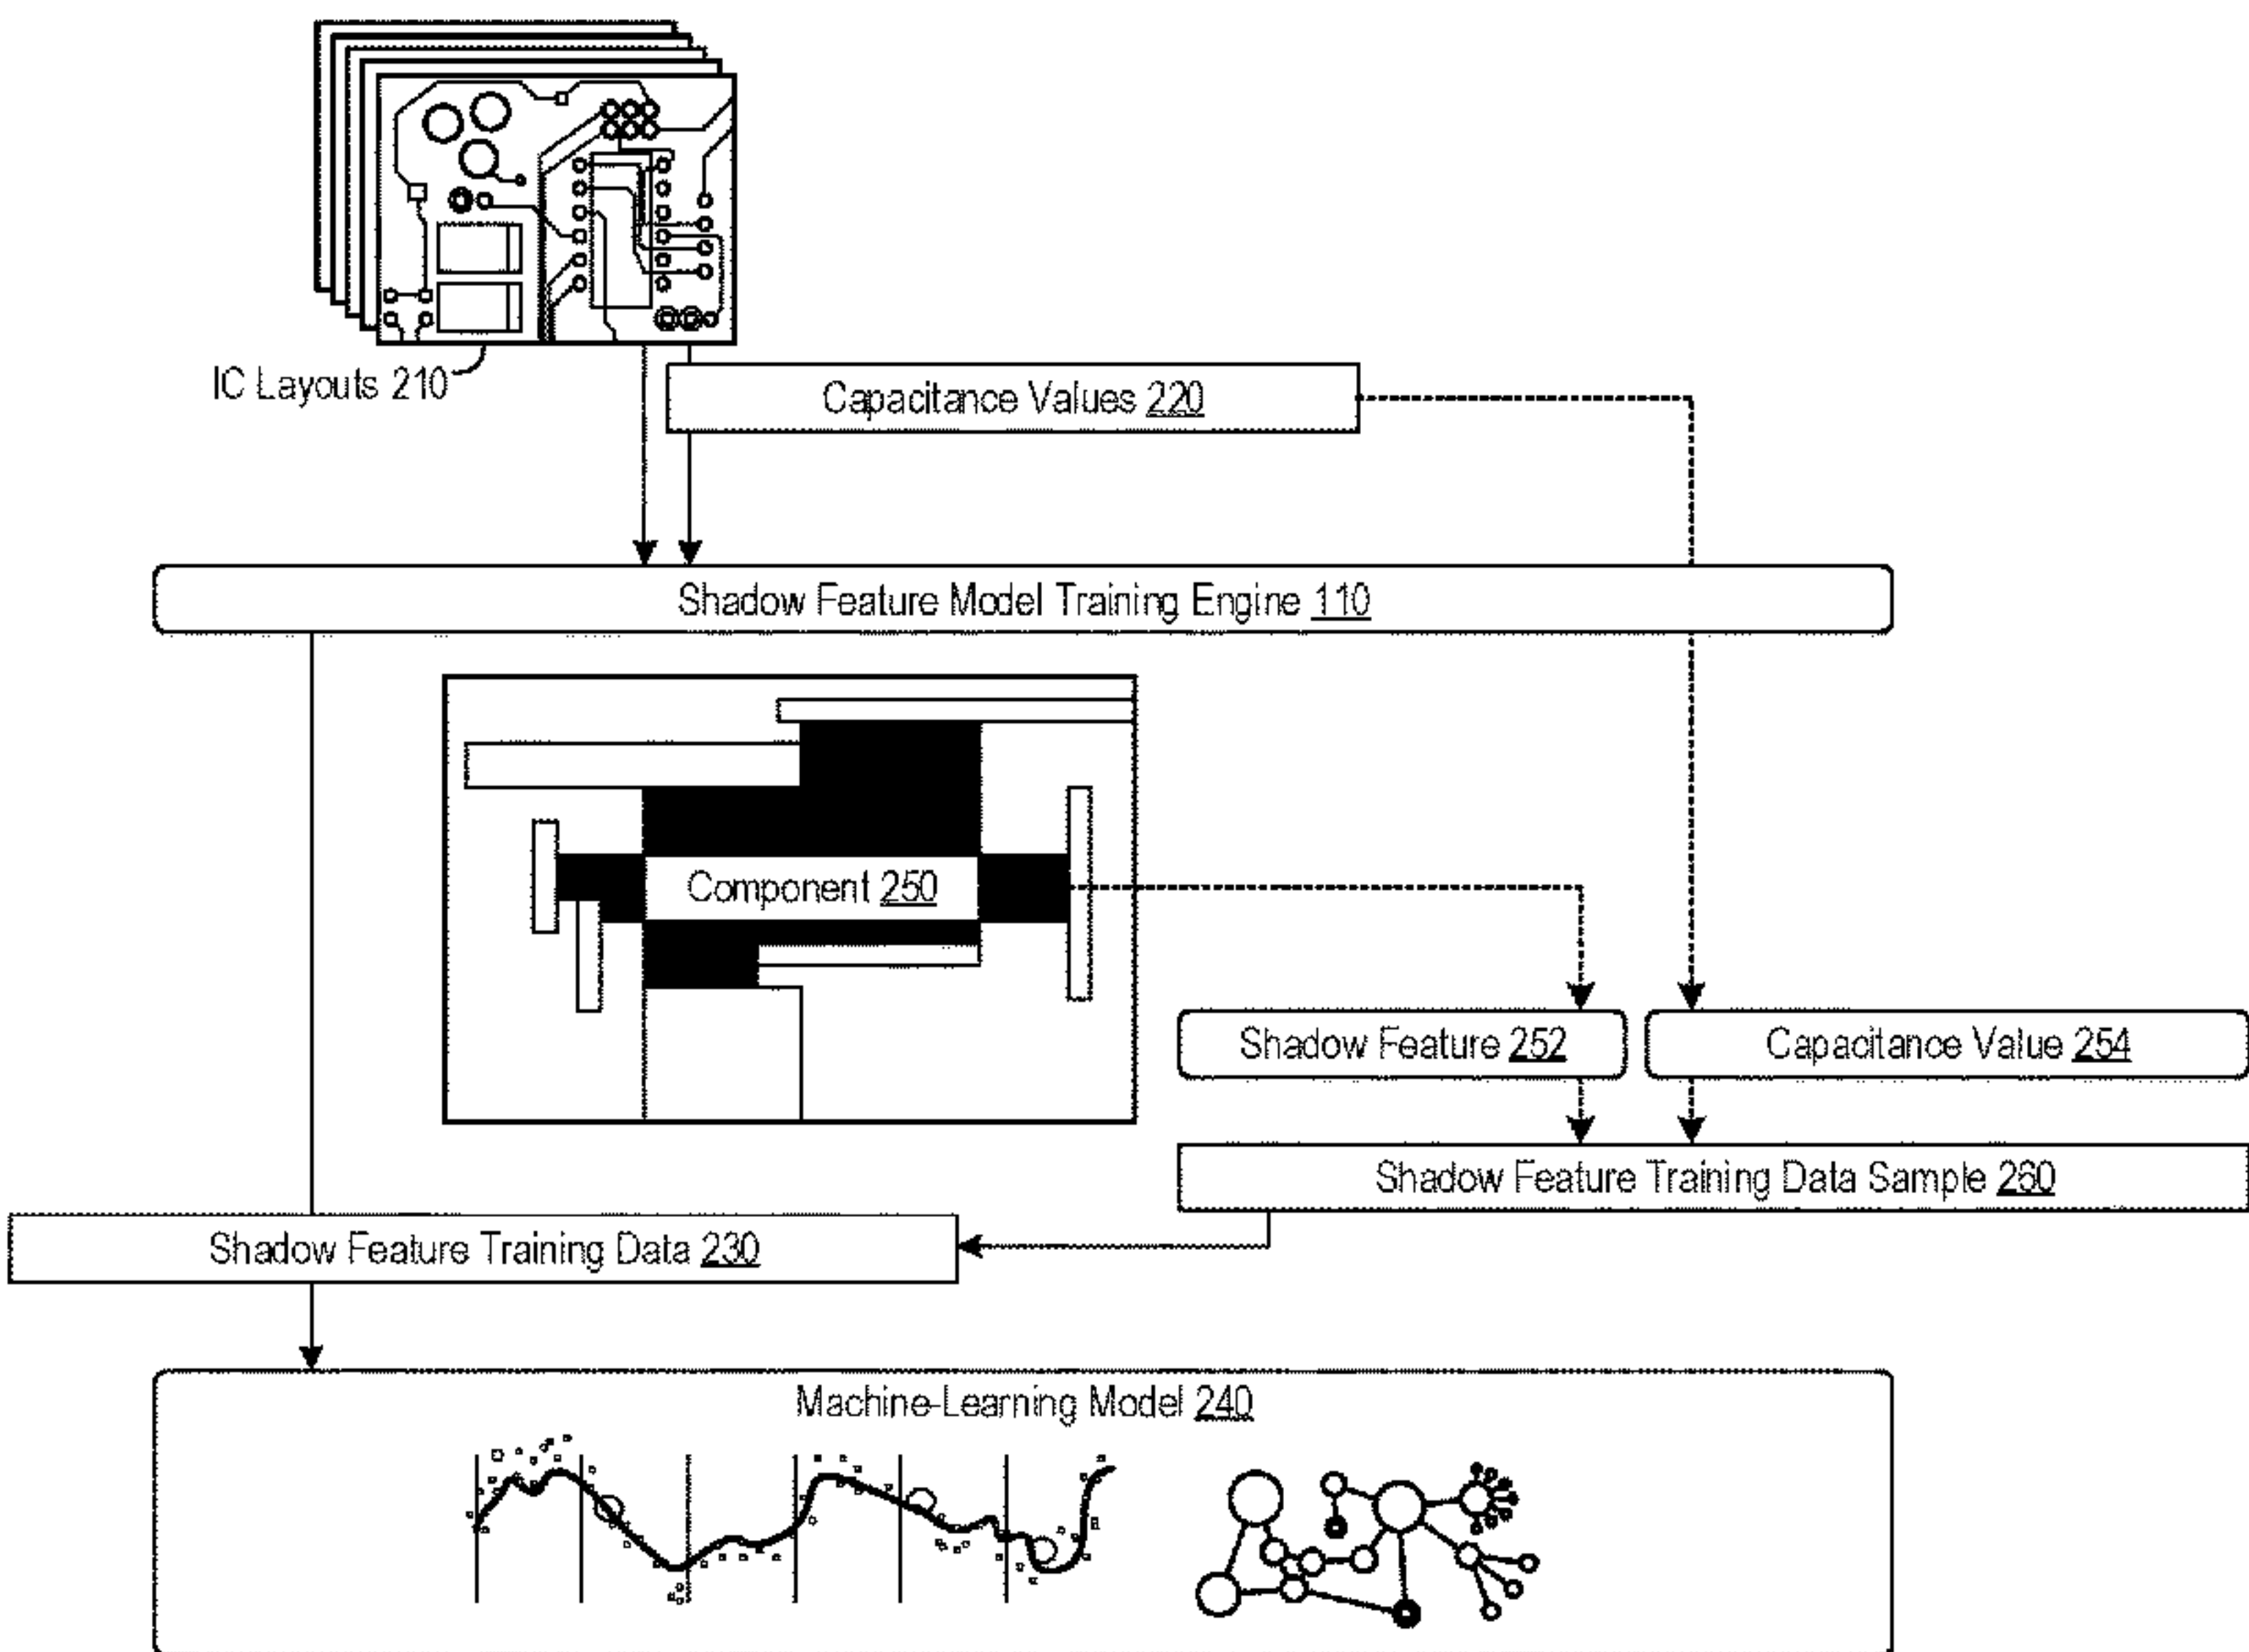 IC Layouts 210
Capacitance Values 220
Shadow Feature Model Training Engine 110
Component 250
Shadow Feature 252
Capacitance Value 254
Shadow Feature Training Data Sample 260
Shadow Feature Training Data 230
Machine-Learning Model 240